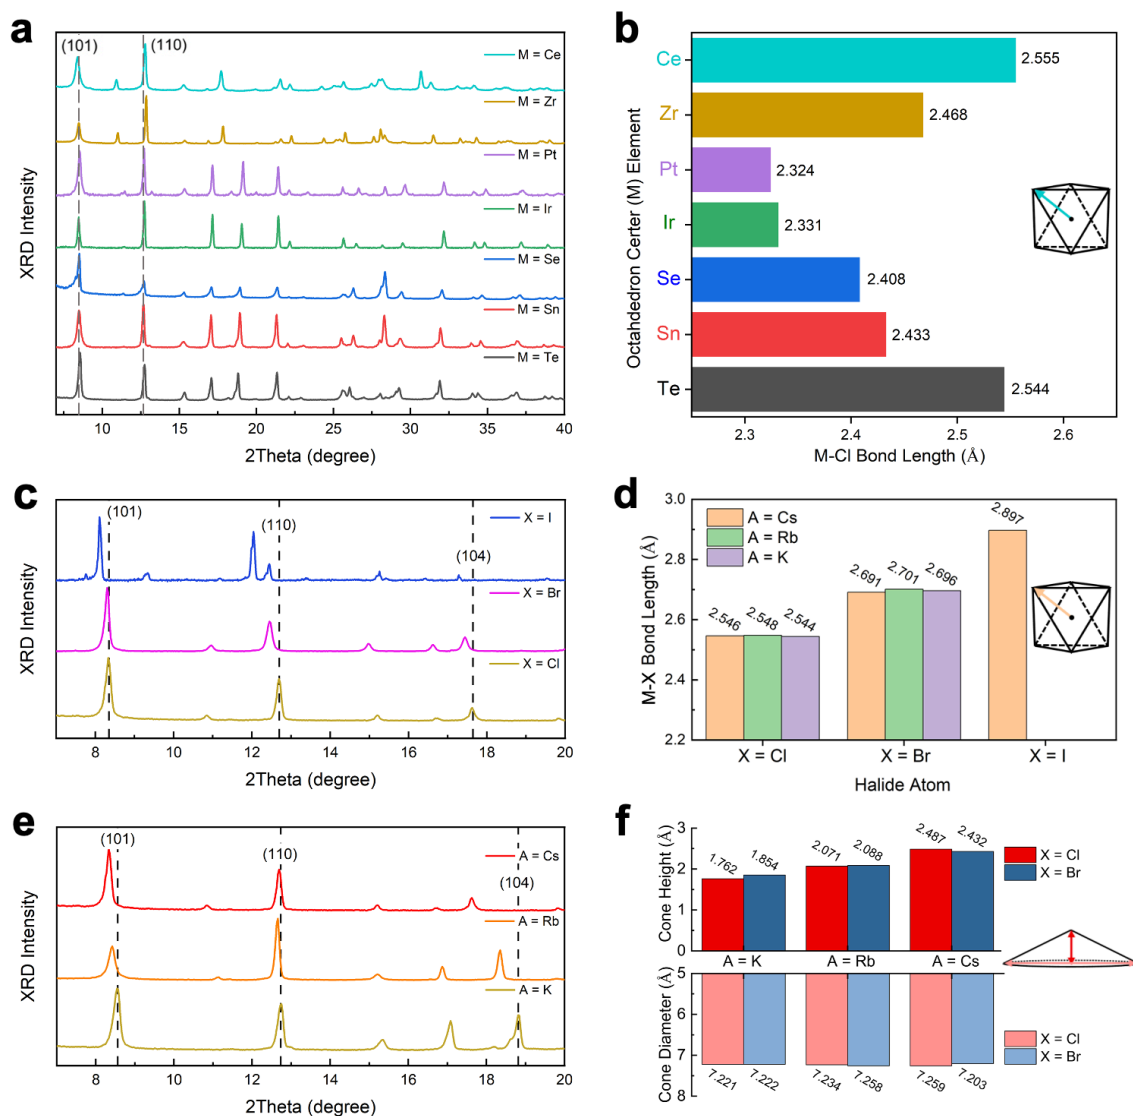 a
(101)
(110)
M = Ce
M = Zr
M = Pt
M = Ir
M = Se
M = Sn
M = Te
XRD Intensity
10 15 20 25 30 35 40
2Theta (degree)
b
Ce
Zr
Pt
Ir
Se
Sn
Te
2.555
2.468
2.324
2.331
2.408
2.433
2.544
Octahdedron Certer (M) Element
2.3 2.4 2.5 2.6
M-Cl Bond Length (Å)
c
(101)
(110)
(104)
X = I
X = Br
X = Cl
XRD Intensity
8 10 12 14 16 18 20
2Theta (degree)
d
A = Cs
A = Rb
A = K
2.546 2.548 2.544
2.691 2.701 2.696
2.897
M-X Bond Length (Å)
3.0
2.8
2.6
2.4
2.2
X = Cl X = Br X = I
Halide Atom
e
(101)
(110)
(104)
A = Cs
A = Rb
A = K
XRD Intensity
8 10 12 14 16 18 20
2Theta (degree)
f
Cone Height (Å)
3
2
1
0
1.762 1.854
2.071 2.088
2.487 2.432
X = Cl
X = Br
A = K A = Rb A = Cs
Cone Diameter (Å)
5
6
7
8
7.221 7.222
7.234 7.258
7.259 7.203
X = Cl
X = Br